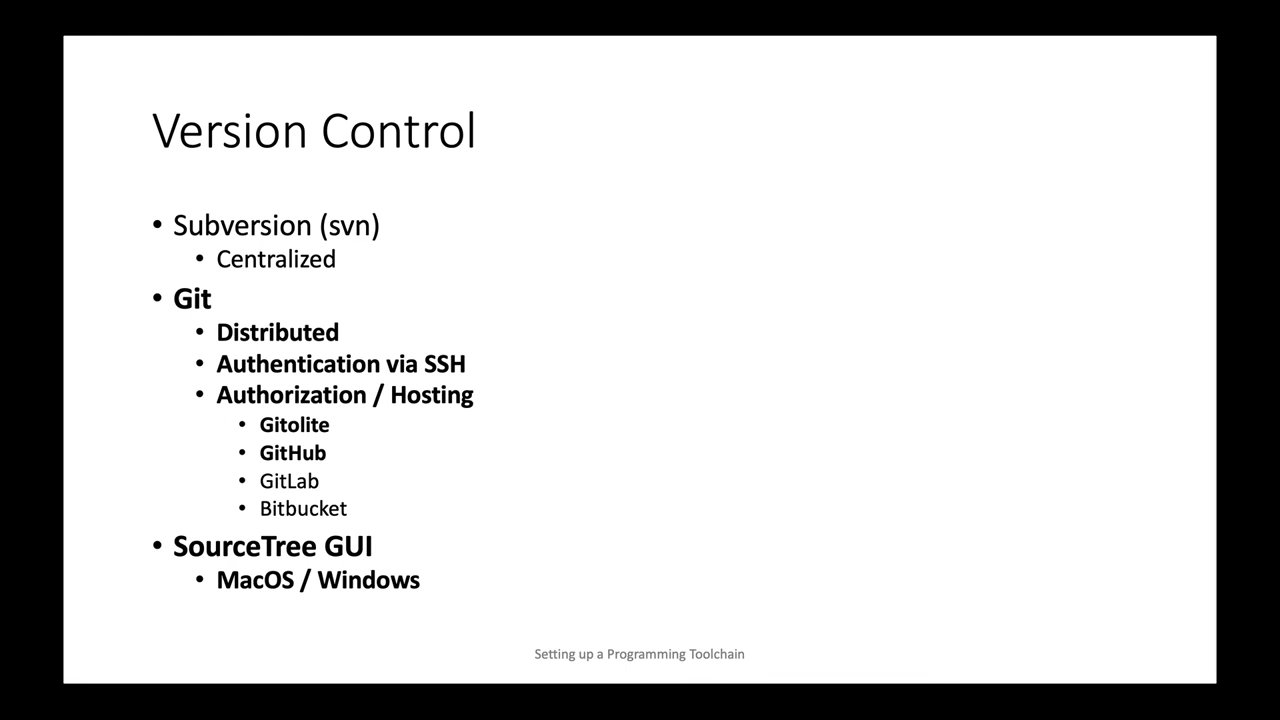 Version Control
• Subversion (svn)
• Centralized
• Git
• Distributed
• Authentication via SSH
• Authorization / Hosting
• Gitolite
• GitHub
• GitLab
• Bitbucket
• SourceTree GUI
• MacOS / Windows
Setting up a Programming Toolchain